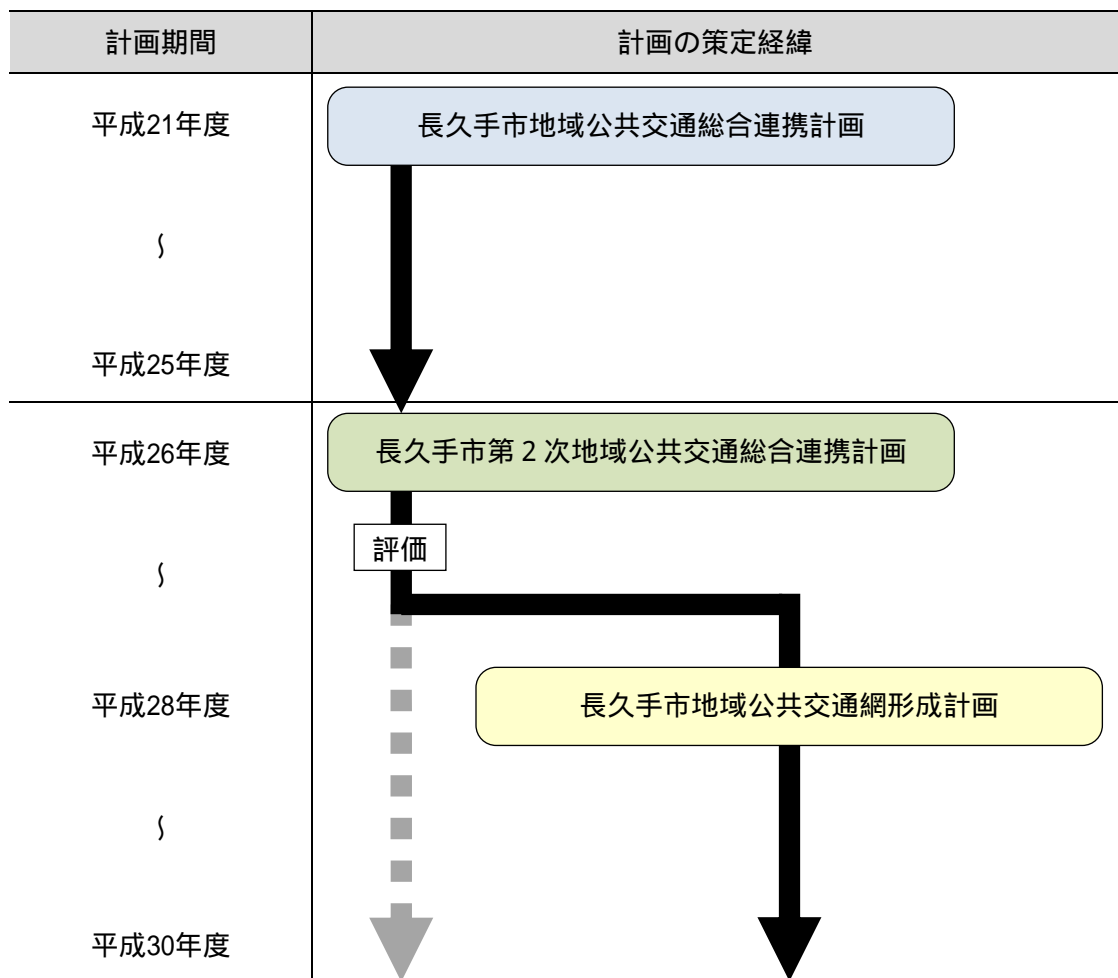 計画期間 計画の策定経緯
平成21年度 長久手市地域公共交通総合連携計画
~
平成25年度
平成26年度 長久手市第２次地域公共交通総合連携計画
評価
~
平成28年度 長久手市地域公共交通網形成計画
~
平成30年度